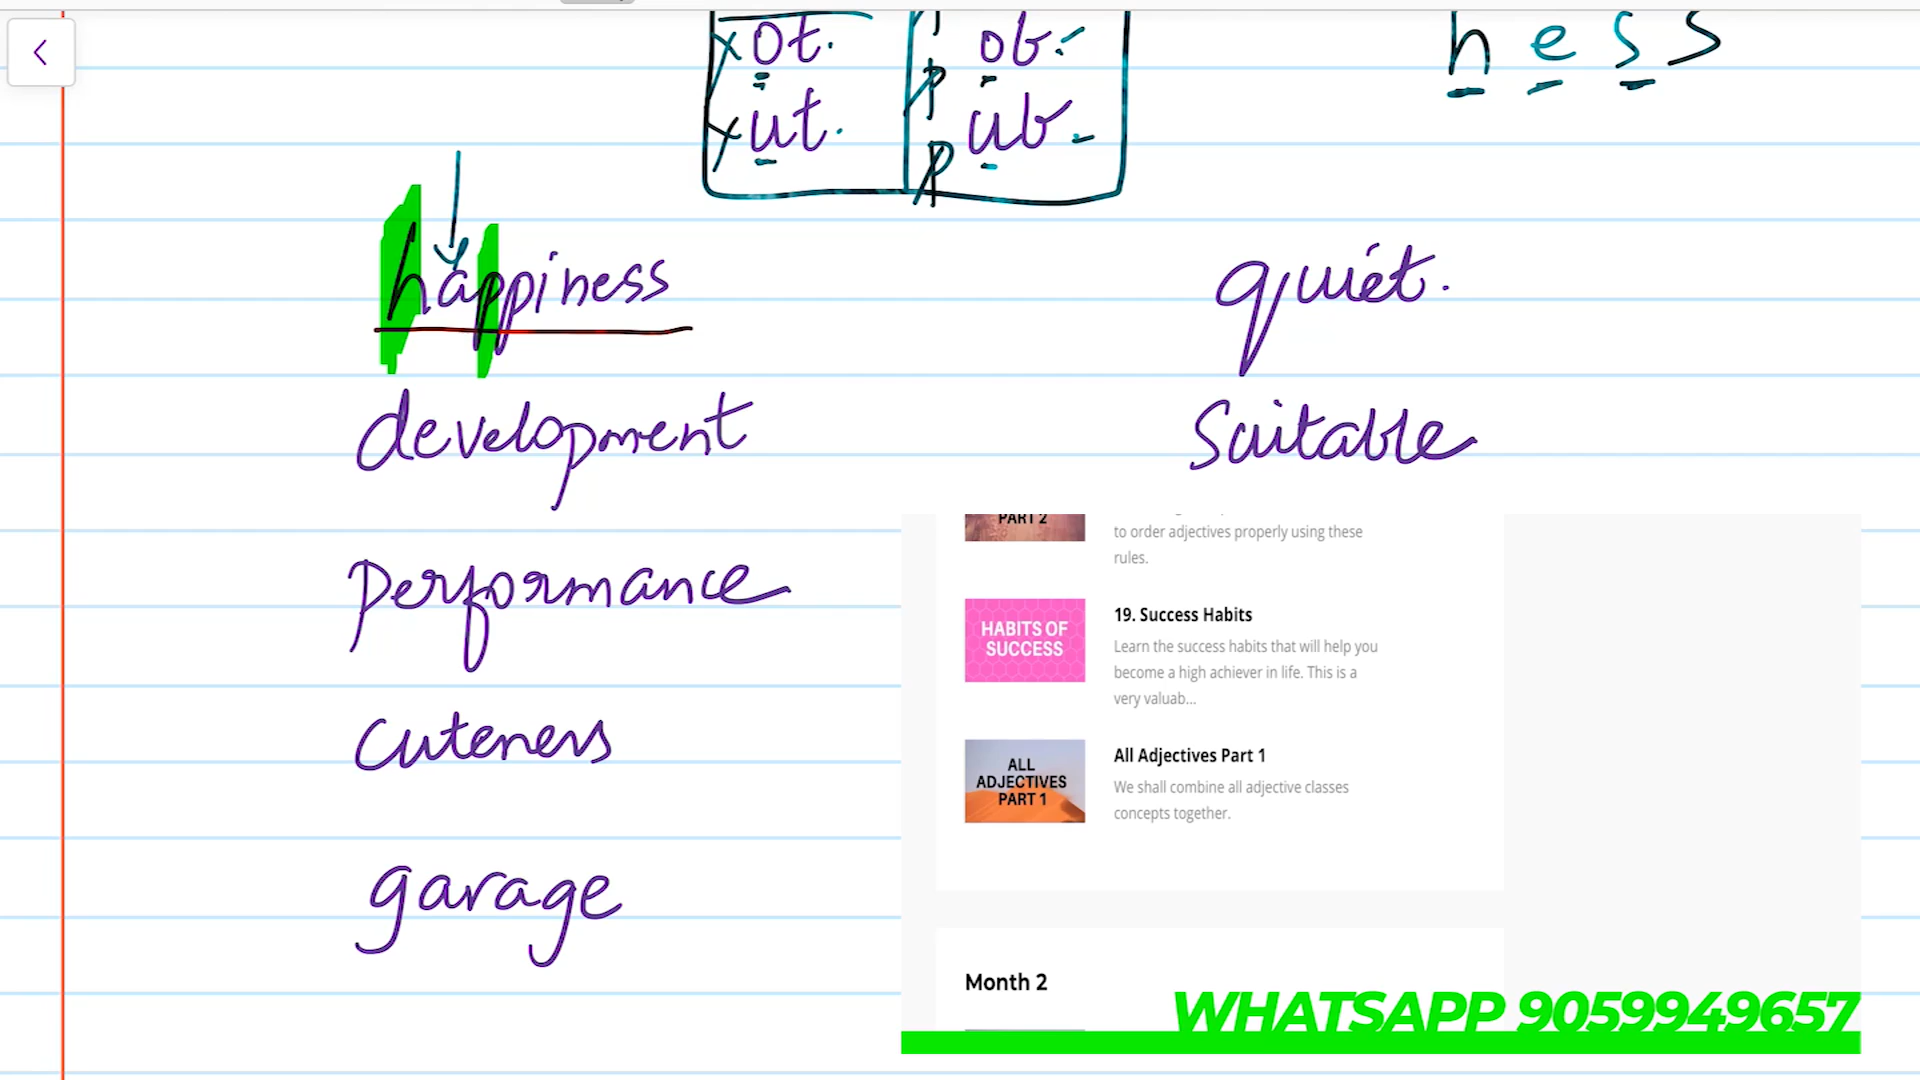 ot. ob.
ut. ub
h e s s
happiness
quiet.
development
Suitable
Performance
cuteness
garage
PART 2
to order adjectives properly using these
rules.
HABITS OF
SUCCESS
19. Success Habits
Learn the success habits that will help you
become a high achiever in life. This is a
very valuab...
ALL
ADJECTIVES
PART 1
All Adjectives Part 1
We shall combine all adjective classes
concepts together.
Month 2
WHATSAPP 9059949657